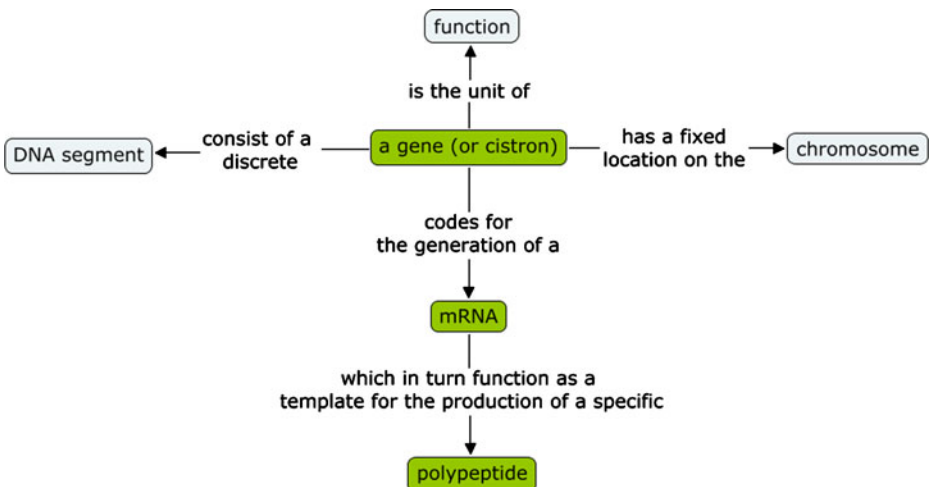 function
is the unit of
DNA segment
consist of a
discrete
a gene (or cistron)
has a fixed
location on the
chromosome
codes for
the generation of a
mRNA
which in turn function as a
template for the production of a specific
polypeptide